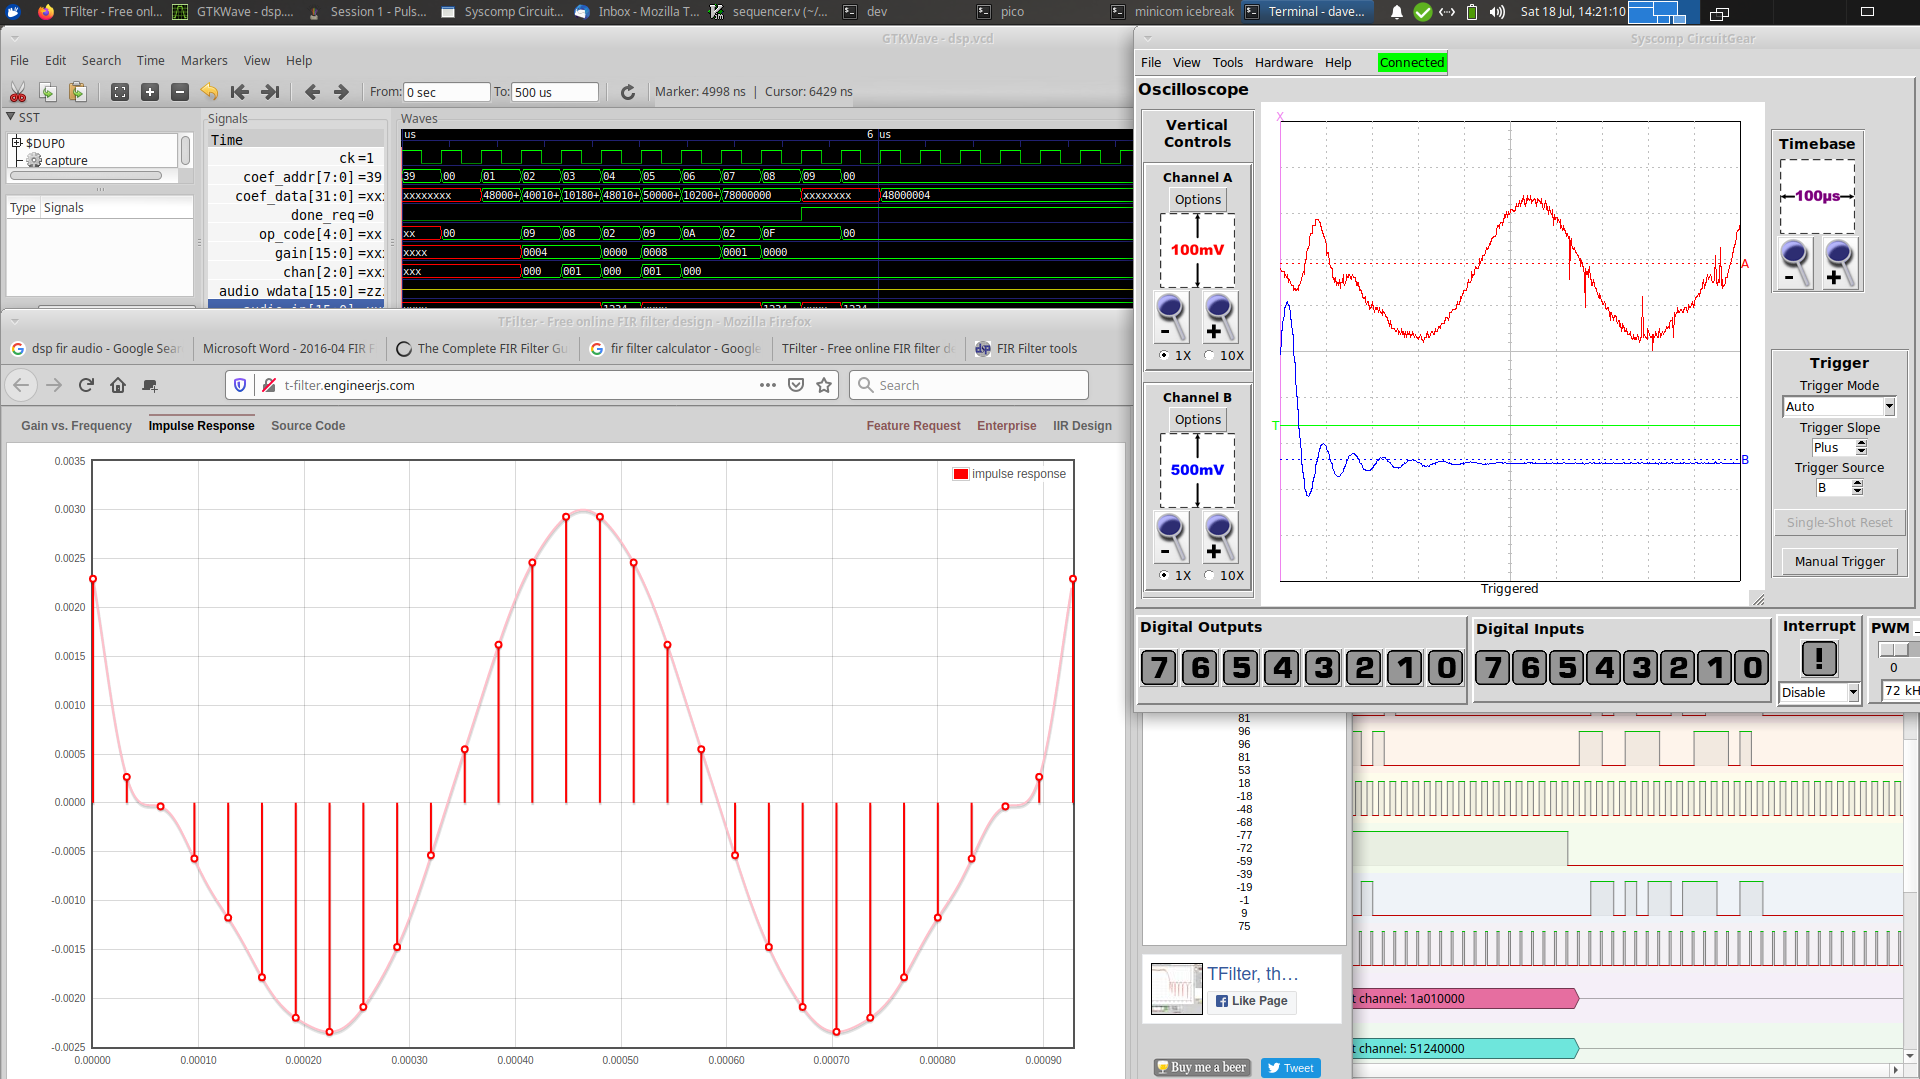 TFilter - Free onl...
GTKWave - dsp....
Session 1 - Puls...
Syscomp Circuit...
Inbox - Mozilla T...
sequencer.v (~/...
dev
pico
minicom icebreak
Terminal - dave...
Sat 18 Jul, 14:21:10
GTKWave - dsp.vcd
File Edit Search Time Markers View Help
From: 0 sec To: 500 us Marker: 4998 ns | Cursor: 6429 ns
SST
$DUP0
capture
Type Signals
Signals
Time
ck =1
coef_addr[7:0] =39
coef_data[31:0] =xx
done_req =0
op_code[4:0] =xx
gain[15:0] =xx
chan[2:0] =xx
audio wdata[15:0] =zz
Waves
us 6 us
39 00 01 02 03 04 05 06 07 08 09 00
xxxxxxxx 48000+ 40010+ 10180+ 48010+ 50000+ 10200+ 78000000 xxxxxxxx 48000004
xx 00 09 08 02 09 0A 02 0F 00
xxxx 0004 0000 0008 0001 0000
xxx 000 001 000 001 000
TFilter - Free online FIR filter design - Mozilla Firefox
dsp fir audio - Google Sear
Microsoft Word - 2016-04 FIR F
The Complete FIR Filter Gu
fir filter calculator - Google
TFilter - Free online FIR filter de
FIR Filter tools
t-filter.engineerjs.com
Search
Gain vs. Frequency Impulse Response Source Code Feature Request Enterprise IIR Design
impulse response
0.0035
0.0030
0.0025
0.0020
0.0015
0.0010
0.0005
0.0000
-0.0005
-0.0010
-0.0015
-0.0020
-0.0025
0.00000 0.00010 0.00020 0.00030 0.00040 0.00050 0.00060 0.00070 0.00080 0.00090
Syscomp CircuitGear
File View Tools Hardware Help Connected
Oscilloscope
Vertical
Controls
Channel A
Options
100mV
1X 10X
Channel B
Options
500mV
1X 10X
X
A
T
B
Triggered
Timebase
100µs
Trigger
Trigger Mode
Auto
Trigger Slope
Plus
Trigger Source
B
Single-Shot Reset
Manual Trigger
Digital Outputs
7 6 5 4 3 2 1 0
Digital Inputs
7 6 5 4 3 2 1 0
Interrupt
!
Disable
PWM
0
72 kH
81
96
96
81
53
18
-18
-48
-68
-77
-72
-59
-39
-19
-1
9
75
TFilter, th...
Like Page
Buy me a beer
Tweet
t channel: 1a010000
t channel: 51240000